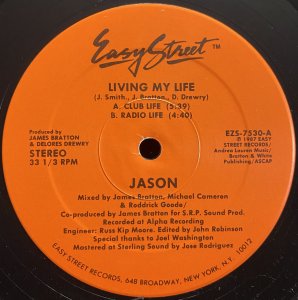 Easy Street ™
LIVING MY LIFE
(J. Smith, J. Bratton, D. Drewry)
A. CLUB LIFE (5:39)
B. RADIO LIFE (4:40)
Produced by
JAMES BRATTON
& DELORES DREWRY
STEREO
33 1/3 RPM
EZS-7530-A
℗ 1987 EASY
STREET RECORDS/
Andrea Lauren Music/
Bratton & White
Publishing/ASCAP
JASON
Mixed by James Bratton, Michael Cameron
& Roddrick Goode/
Co-produced by James Bratton for S.R.P. Sound Prod.
Recorded at Alpha Recording
Engineer: Russ Kip Moore. Edited by John Robinson
Special thanks to Joel Washington
Mastered at Sterling Sound by Jose Rodriguez
EASY STREET RECORDS, 648 BROADWAY, NEW YORK, N.Y. 10012